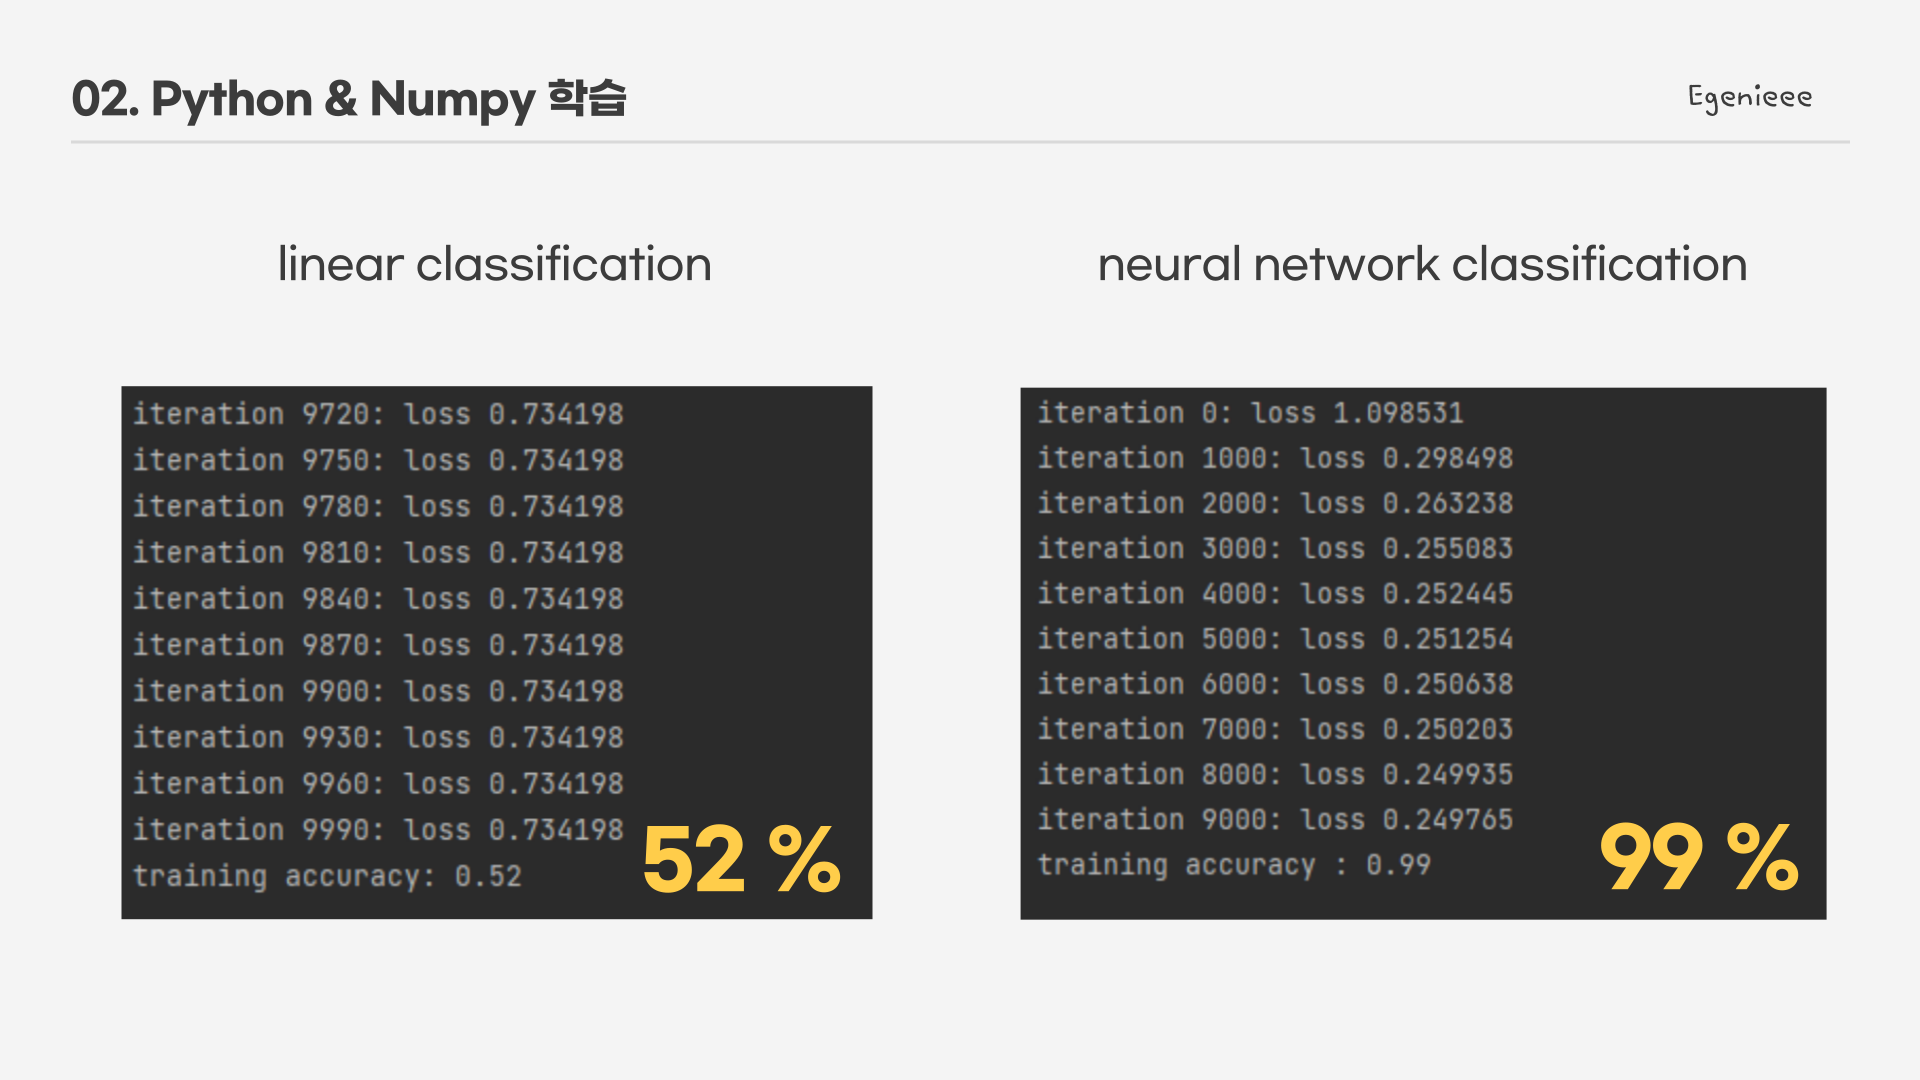 02. Python & Numpy 학습
Egenieee
linear classification
iteration 9720: loss 0.734198
iteration 9750: loss 0.734198
iteration 9780: loss 0.734198
iteration 9810: loss 0.734198
iteration 9840: loss 0.734198
iteration 9870: loss 0.734198
iteration 9900: loss 0.734198
iteration 9930: loss 0.734198
iteration 9960: loss 0.734198
iteration 9990: loss 0.734198
training accuracy: 0.52
52 %
neural network classification
iteration 0: loss 1.098531
iteration 1000: loss 0.298498
iteration 2000: loss 0.263238
iteration 3000: loss 0.255083
iteration 4000: loss 0.252445
iteration 5000: loss 0.251254
iteration 6000: loss 0.250638
iteration 7000: loss 0.250203
iteration 8000: loss 0.249935
iteration 9000: loss 0.249765
training accuracy : 0.99
99 %